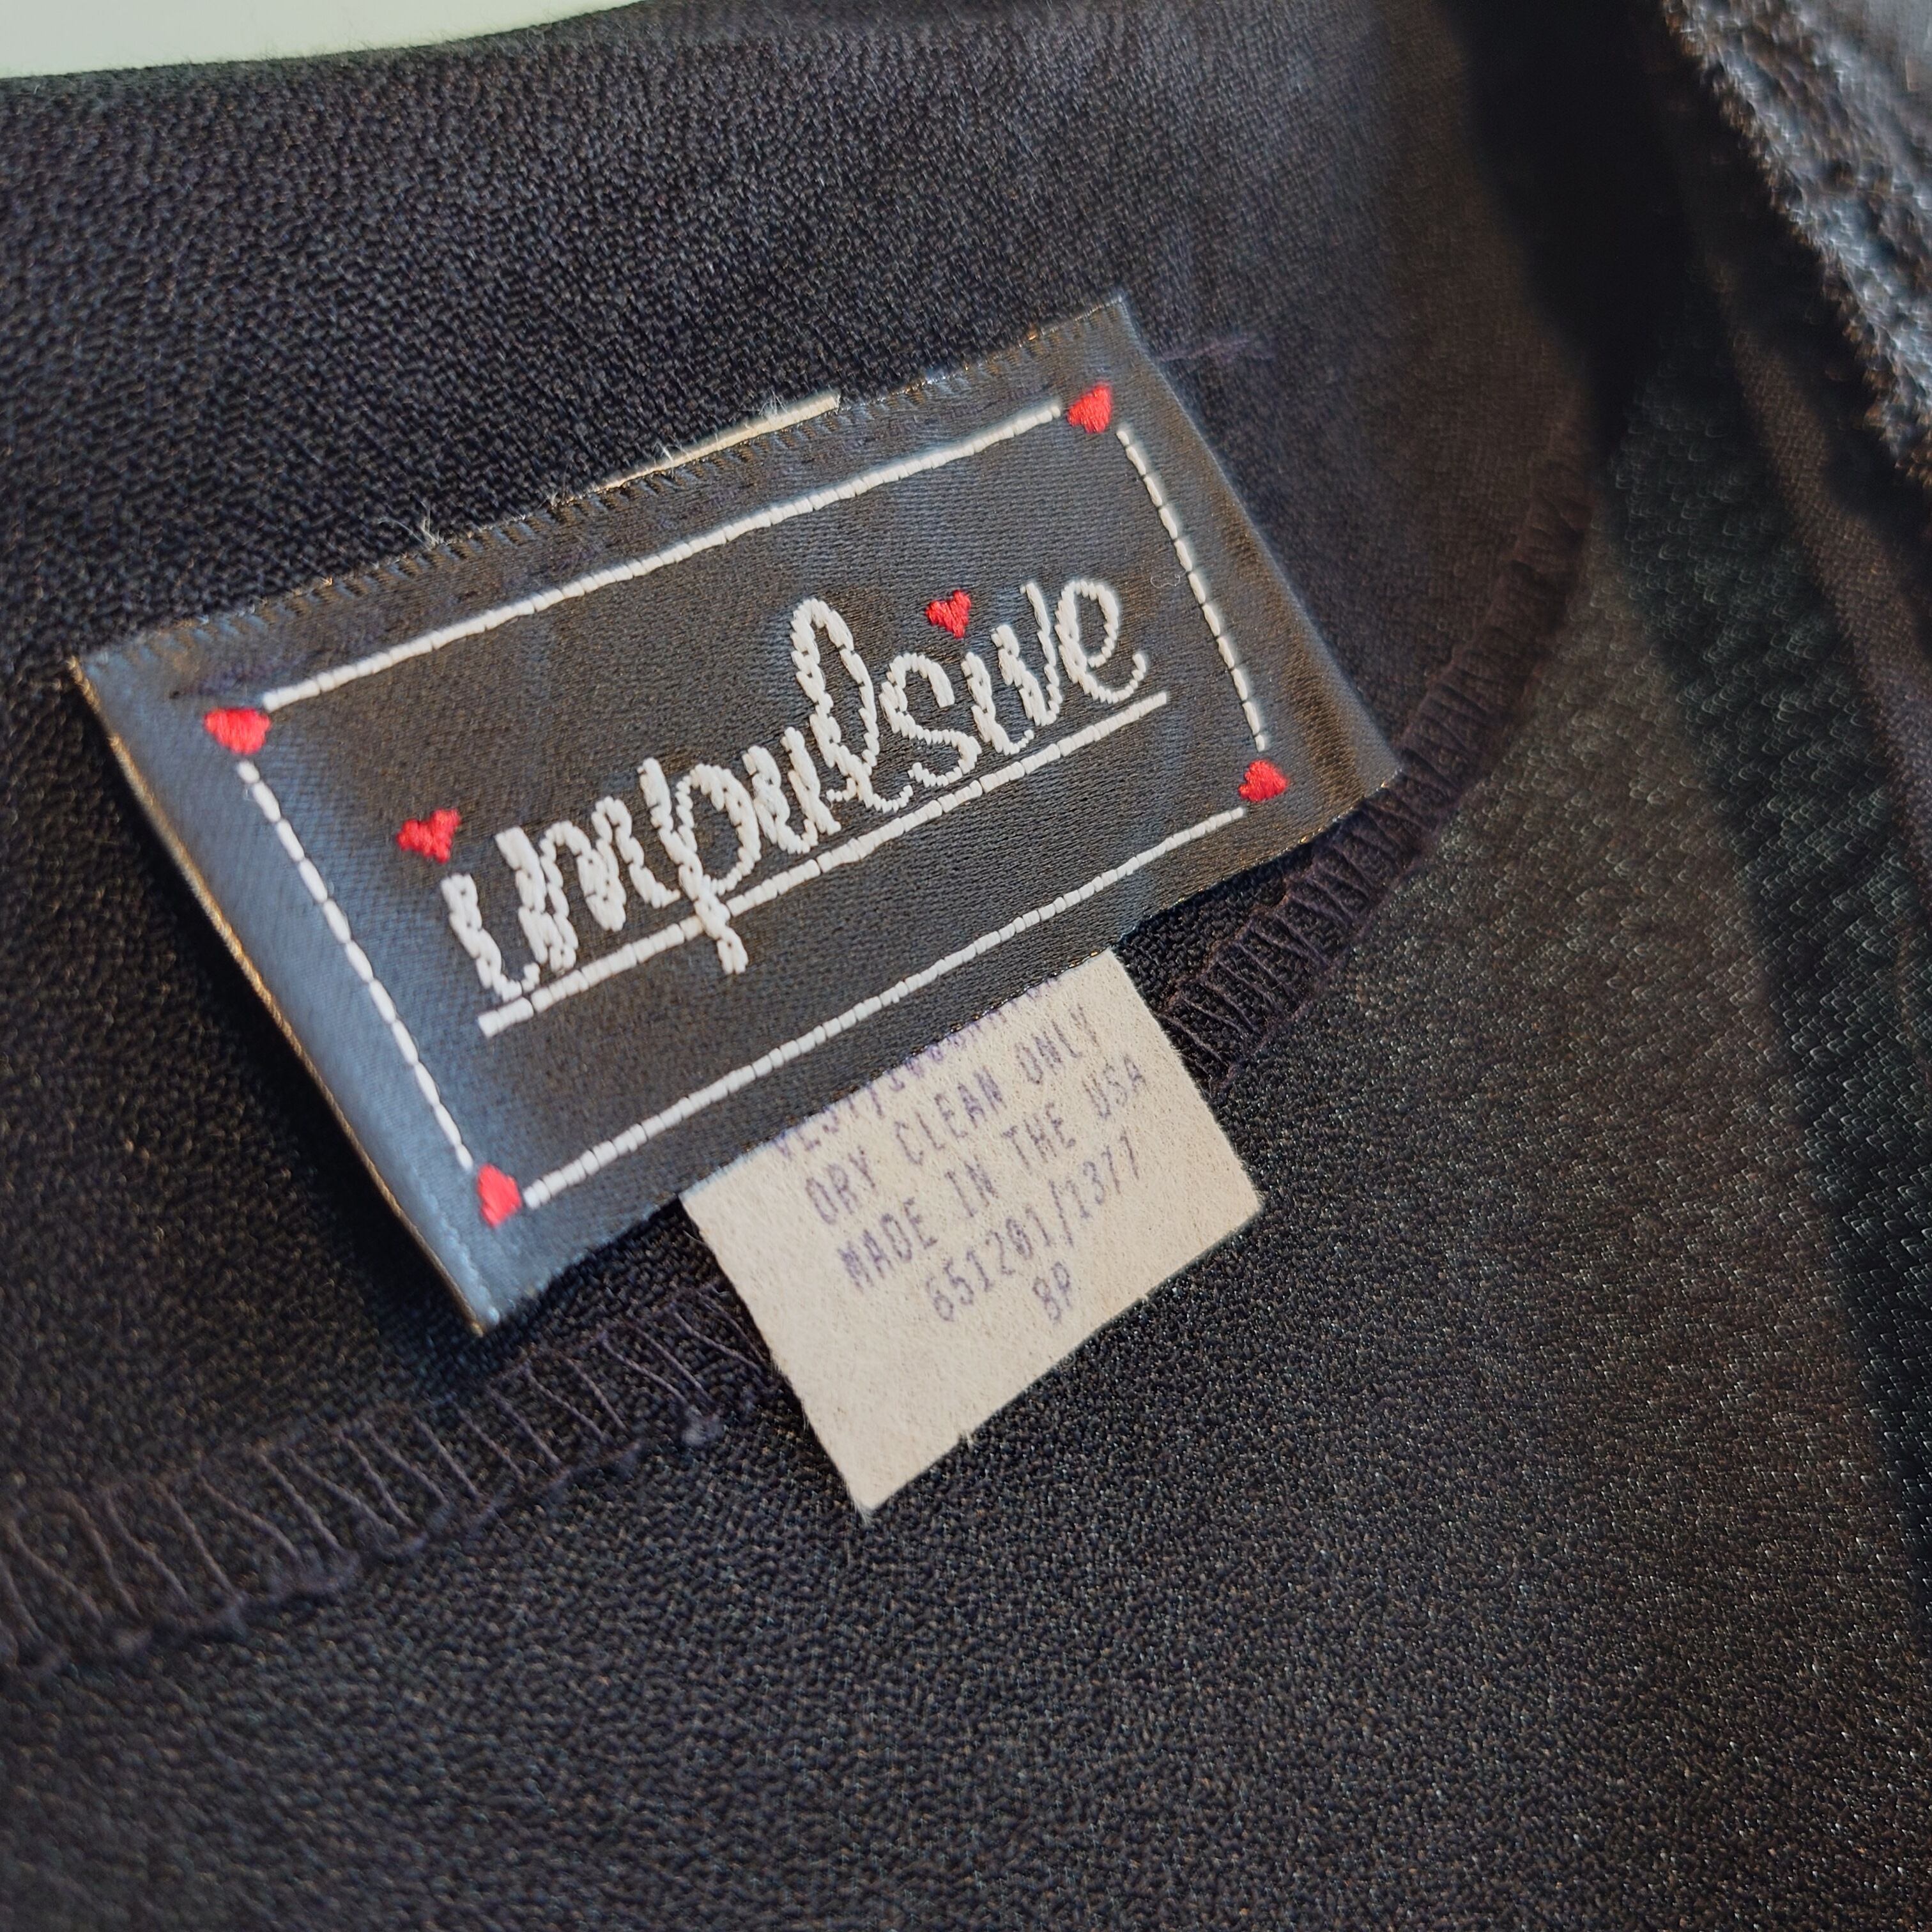 impulsive
DRY CLEAN ONLY
MADE IN THE USA
651201/1377
8P